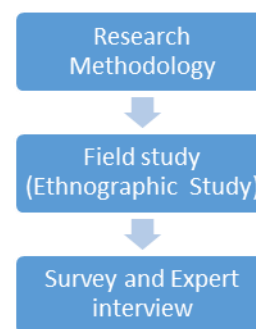 Research
Methodology
Field study
(Ethnographic Study)
Survey and Expert
interview